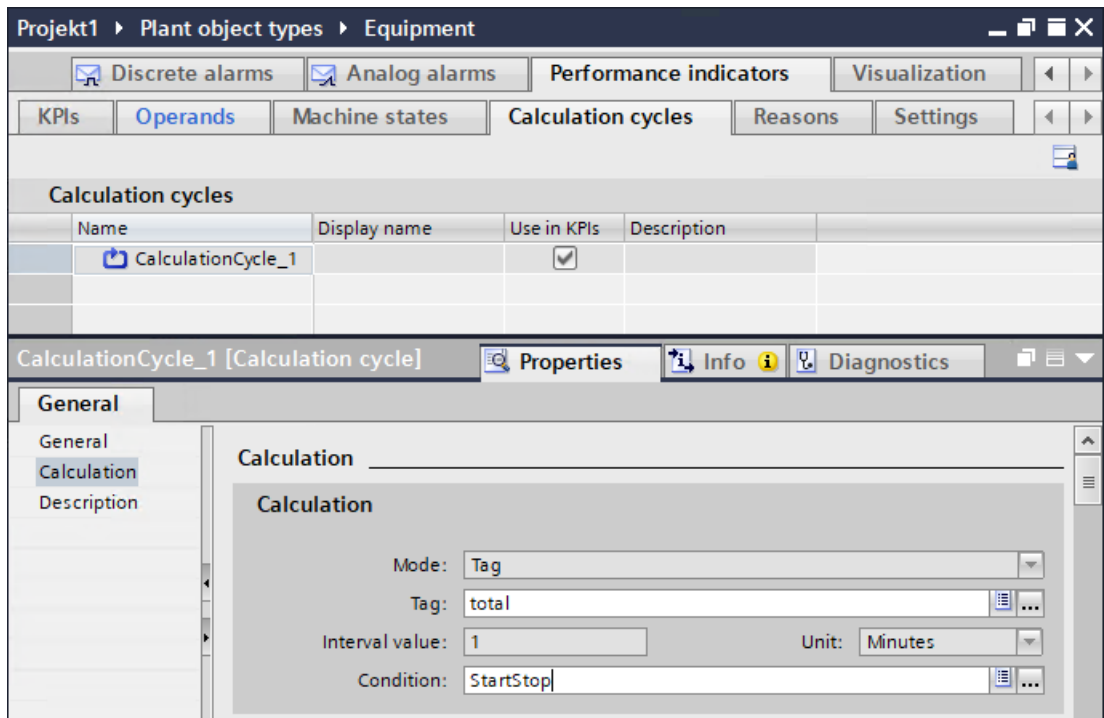 Projekt1 ▸ Plant object types ▸ Equipment
Discrete alarms Analog alarms Performance indicators Visualization
KPIs Operands Machine states Calculation cycles Reasons Settings
Calculation cycles
Name Display name Use in KPIs Description
CalculationCycle_1
CalculationCycle_1 [Calculation cycle] Properties Info Diagnostics
General
General
Calculation
Description
Calculation
Calculation
Mode: Tag
Tag: total ...
Interval value: 1 Unit: Minutes
Condition: StartStop ...